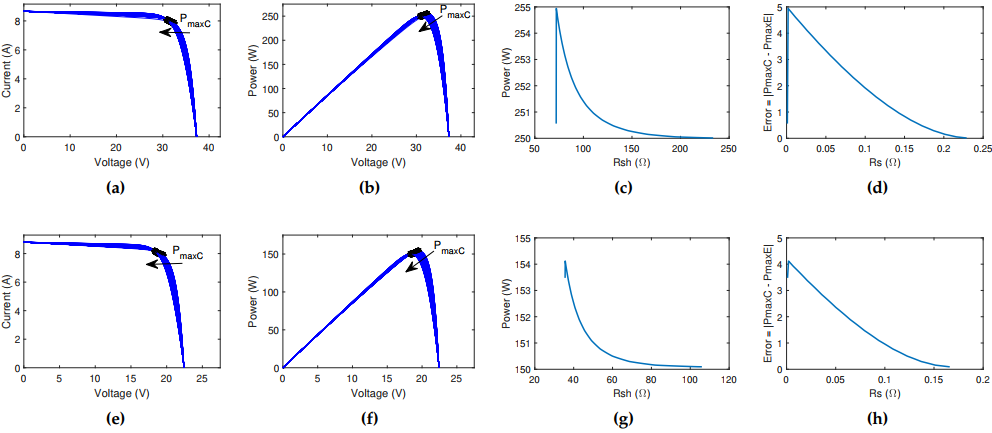 8
6
4
2
0
Current (A)
P_maxC
0 10 20 30 40
Voltage (V)
(a)
250
200
150
100
50
0
Power (W)
P_maxC
0 10 20 30 40
Voltage (V)
(b)
255
254
253
252
251
250
Power (W)
50 100 150 200 250
Rsh (Ω)
(c)
5
4
3
2
1
0
Error = |PmaxC - PmaxE|
0 0.05 0.1 0.15 0.2 0.25
Rs (Ω)
(d)
8
6
4
2
0
Current (A)
P_maxC
0 5 10 15 20 25
Voltage (V)
(e)
150
100
50
0
Power (W)
P_maxC
0 5 10 15 20 25
Voltage (V)
(f)
155
154
153
152
151
150
Power (W)
20 40 60 80 100 120
Rsh (Ω)
(g)
5
4
3
2
1
0
Error = |PmaxC - PmaxE|
0 0.05 0.1 0.15 0.2
Rs (Ω)
(h)